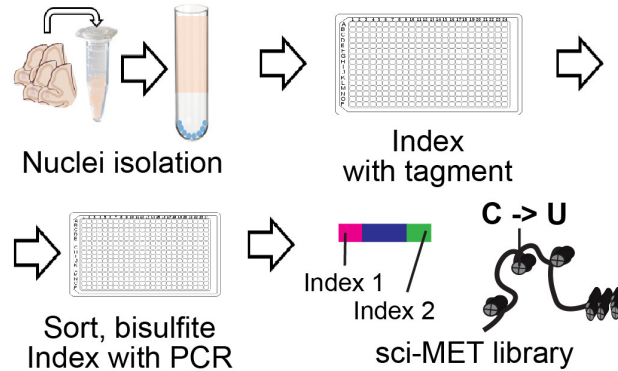 Nuclei isolation
Index
with tagment
Sort, bisulfite
Index with PCR
Index 1
Index 2
C -> U
sci-MET library